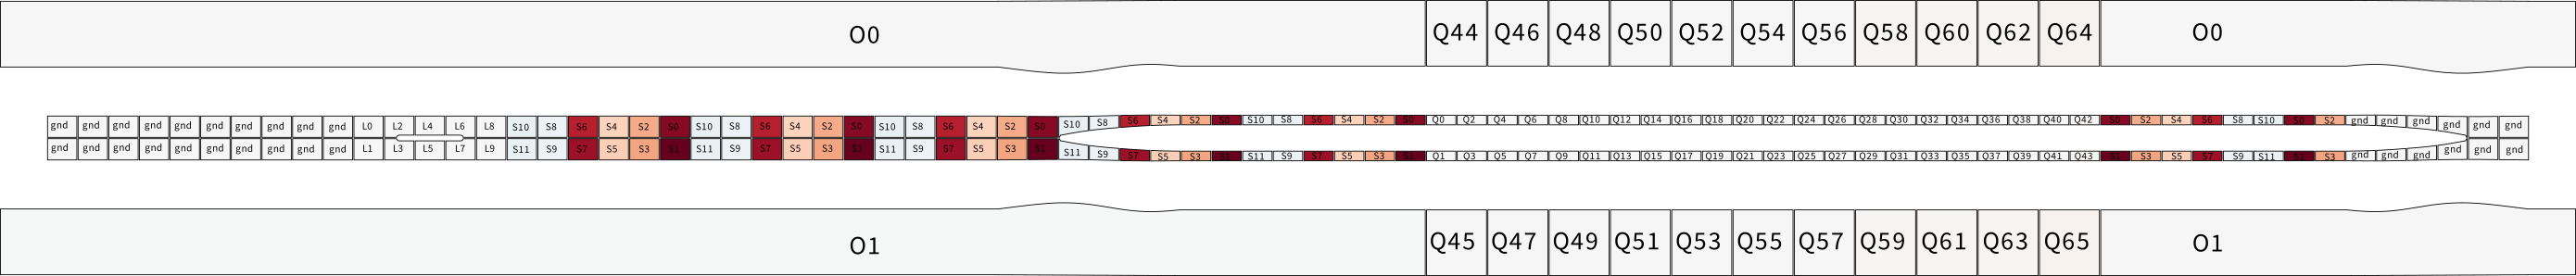 O0 Q44 Q46 Q48 Q50 Q52 Q54 Q56 Q58 Q60 Q62 Q64 O0
gnd gnd gnd gnd gnd gnd gnd gnd gnd gnd L0 L2 L4 L6 L8 S10 S8 S6 S4 S2 S0 S10 S8 S6 S4 S2 S0 S10 S8 S6 S4 S2 S0 S10 S8 S6 S4 S2 S0 S10 S8 S6 S4 S2 S0 Q0 Q2 Q4 Q6 Q8 Q10 Q12 Q14 Q16 Q18 Q20 Q22 Q24 Q26 Q28 Q30 Q32 Q34 Q36 Q38 Q40 Q42 S0 S2 S4 S6 S8 S10 S0 S2 gnd gnd gnd gnd gnd gnd
gnd gnd gnd gnd gnd gnd gnd gnd gnd gnd L1 L3 L5 L7 L9 S11 S9 S7 S5 S3 S1 S11 S9 S7 S5 S3 S1 S11 S9 S7 S5 S3 S1 S11 S9 S7 S5 S3 S1 S11 S9 S7 S5 S3 S1 Q1 Q3 Q5 Q7 Q9 Q11 Q13 Q15 Q17 Q19 Q21 Q23 Q25 Q27 Q29 Q31 Q33 Q35 Q37 Q39 Q41 Q43 S1 S3 S5 S7 S9 S11 S1 S3 gnd gnd gnd gnd gnd gnd
O1 Q45 Q47 Q49 Q51 Q53 Q55 Q57 Q59 Q61 Q63 Q65 O1